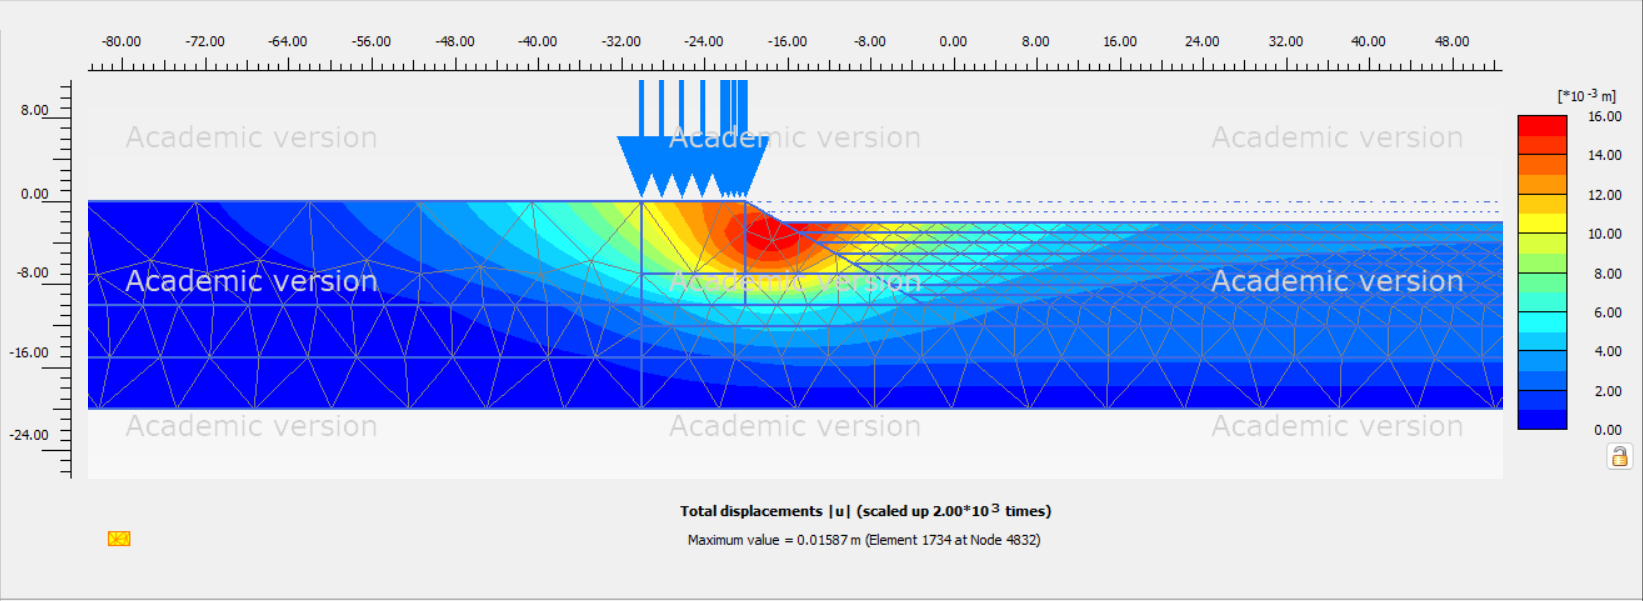 -80.00 -72.00 -64.00 -56.00 -48.00 -40.00 -32.00 -24.00 -16.00 -8.00 0.00 8.00 16.00 24.00 32.00 40.00 48.00
[*10 -3 m]
8.00
0.00
-8.00
-16.00
-24.00
Academic version Academic version Academic version
Academic version Academic version Academic version
Academic version Academic version Academic version
16.00
14.00
12.00
10.00
8.00
6.00
4.00
2.00
0.00
Total displacements |u| (scaled up 2.00*10 3 times)
Maximum value = 0.01587 m (Element 1734 at Node 4832)